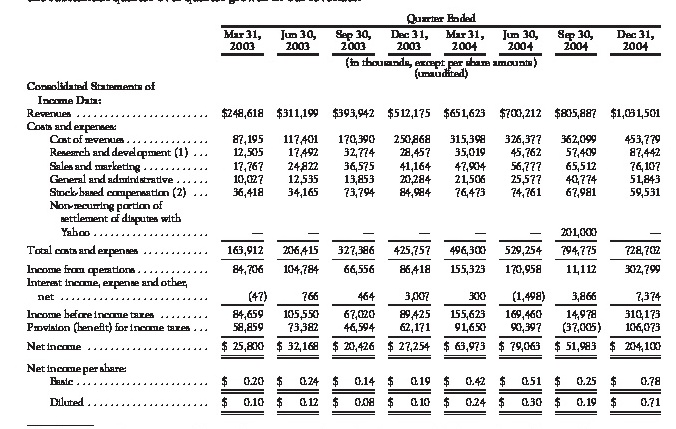 Quarter Ended
Mar 31, 2003 Jun 30, 2003 Sep 30, 2003 Dec 31, 2003 Mar 31, 2004 Jun 30, 2004 Sep 30, 2004 Dec 31, 2004
(in thousands, except per share amounts)
(unaudited)
Consolidated Statements of
Income Data:
Revenues ........................ $248,618 $311,199 $393,942 $512,175 $651,623 $700,212 $805,887 $1,031,501
Costs and expenses:
Cost of revenues ............... 87,195 117,401 170,390 250,868 315,398 326,377 362,099 453,779
Research and development (1) ... 12,505 17,492 32,774 28,457 35,019 45,762 57,409 87,442
Sales and marketing ............ 17,767 24,822 36,575 41,164 47,904 56,777 65,512 76,107
General and administrative ...... 10,027 12,535 13,853 20,284 21,506 25,577 40,774 51,843
Stock-based compensation (2) ... 36,418 34,165 73,794 84,984 76,473 74,761 67,981 59,531
Non-recurring portion of
settlement of disputes with
Yahoo ..................... — — — — — — 201,000 —
Total costs and expenses ............ 163,912 206,415 327,386 425,757 496,300 529,254 794,775 728,702
Income from operations ............. 84,706 104,784 66,556 86,418 155,323 170,958 11,112 302,799
Interest income, expense and other,
net ........................... (47) 766 464 3,007 300 (1,498) 3,866 7,374
Income before income taxes .......... 84,659 105,550 67,020 89,425 155,623 169,460 14,978 310,173
Provision (benefit) for income taxes ... 58,859 73,382 46,594 62,171 91,650 90,397 (37,005) 106,073
Net income ....................... $ 25,800 $ 32,168 $ 20,426 $ 27,254 $ 63,973 $ 79,063 $ 51,983 $ 204,100
Net income per share:
Basic ........................ $ 0.20 $ 0.24 $ 0.14 $ 0.19 $ 0.42 $ 0.51 $ 0.25 $ 0.78
Diluted ...................... $ 0.10 $ 0.12 $ 0.08 $ 0.10 $ 0.24 $ 0.30 $ 0.19 $ 0.71